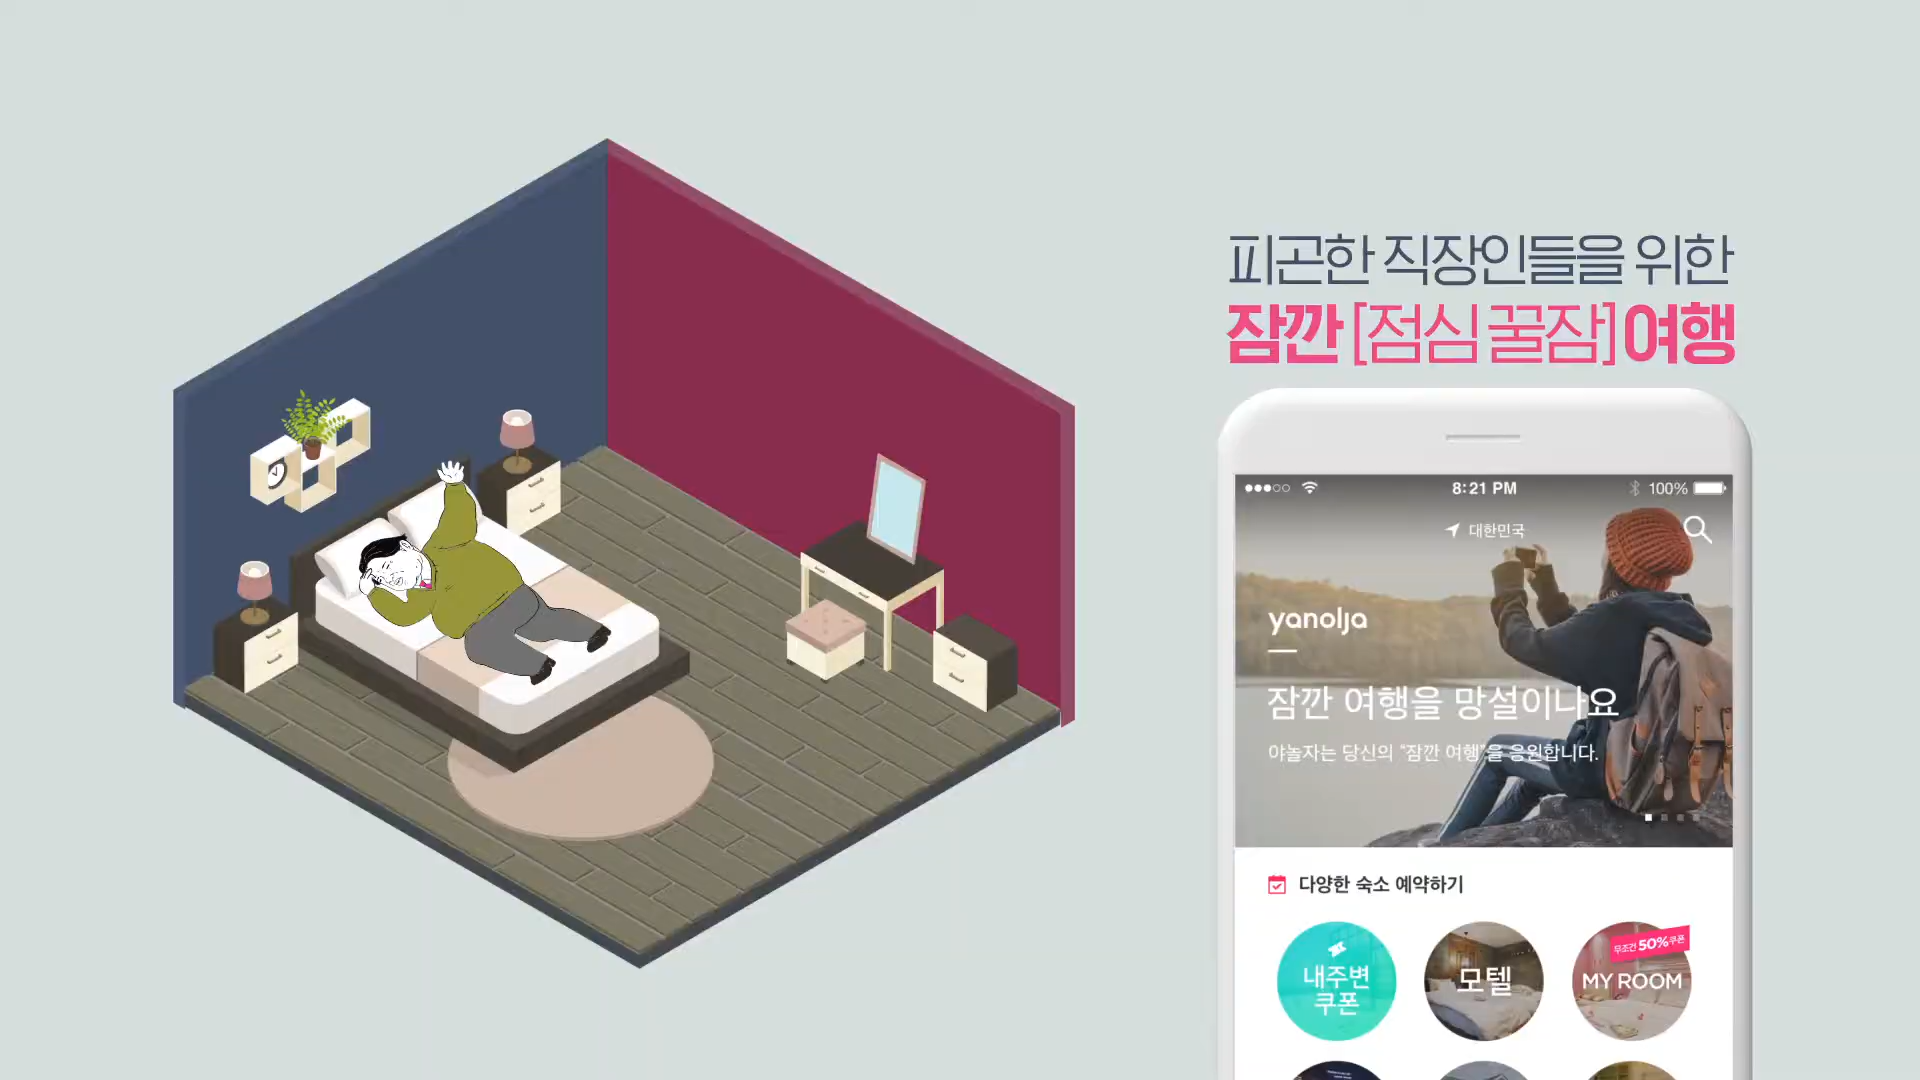 피곤한 직장인들을 위한
잠깐 [점심 꿀잠] 여행
8:21 PM
100%
대한민국
yanolja
잠깐 여행을 망설이나요
야놀자는 당신의 “잠깐 여행”을 응원합니다.
다양한 숙소 예약하기
내주변
쿠폰
모텔
무조건 50%쿠폰
MY ROOM